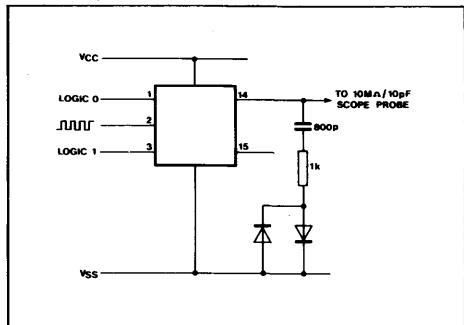 VCC
LOGIC 0 1 14 TO 10MΩ/10pF
SCOPE PROBE
2 800p
LOGIC 1 3 15 1k
VSS